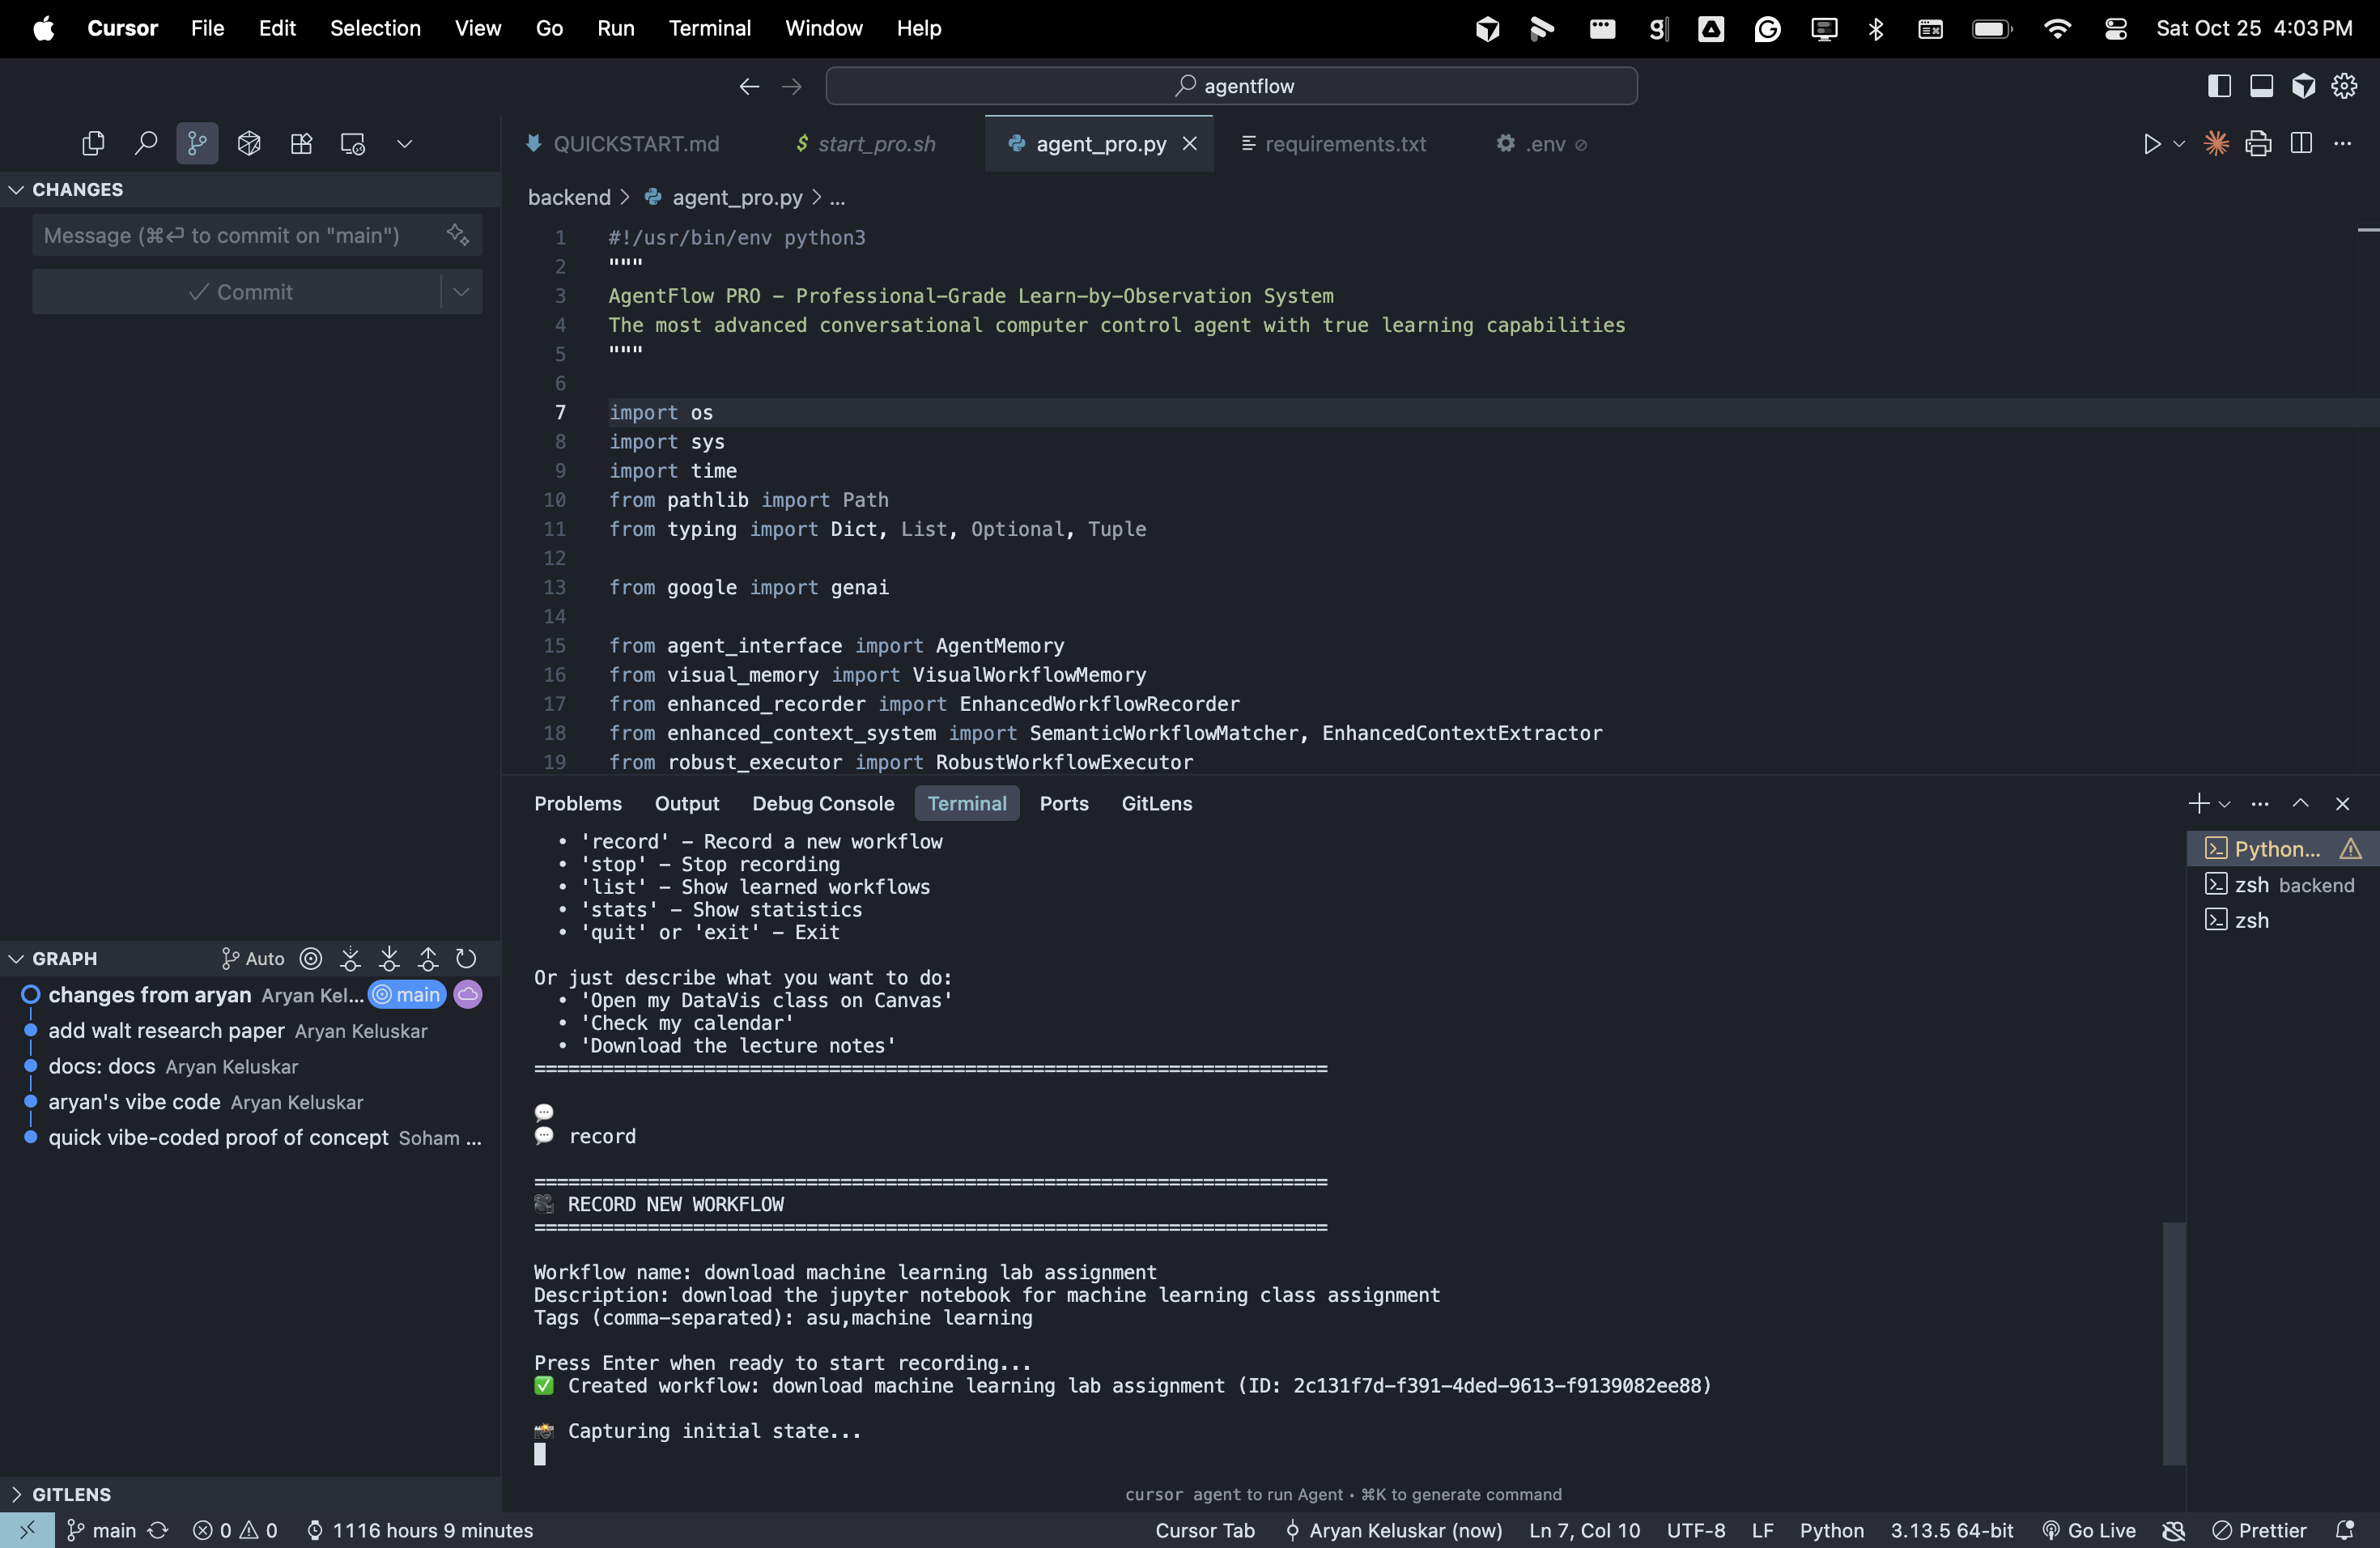 Cursor File Edit Selection View Go Run Terminal Window Help Sat Oct 25 4:03 PM
agentflow
QUICKSTART.md start_pro.sh agent_pro.py requirements.txt .env
CHANGES
Message (⌘⏎ to commit on "main")
Commit
backend > agent_pro.py > ...
1 #!/usr/bin/env python3
2 """
3 AgentFlow PRO - Professional-Grade Learn-by-Observation System
4 The most advanced conversational computer control agent with true learning capabilities
5 """
6
7 import os
8 import sys
9 import time
10 from pathlib import Path
11 from typing import Dict, List, Optional, Tuple
12
13 from google import genai
14
15 from agent_interface import AgentMemory
16 from visual_memory import VisualWorkflowMemory
17 from enhanced_recorder import EnhancedWorkflowRecorder
18 from enhanced_context_system import SemanticWorkflowMatcher, EnhancedContextExtractor
19 from robust_executor import RobustWorkflowExecutor
Problems Output Debug Console Terminal Ports GitLens
• 'record' - Record a new workflow
• 'stop' - Stop recording
• 'list' - Show learned workflows
• 'stats' - Show statistics
• 'quit' or 'exit' - Exit
Or just describe what you want to do:
• 'Open my DataVis class on Canvas'
• 'Check my calendar'
• 'Download the lecture notes'
======================================================================
💬
💬 record
======================================================================
🎥 RECORD NEW WORKFLOW
======================================================================
Workflow name: download machine learning lab assignment
Description: download the jupyter notebook for machine learning class assignment
Tags (comma-separated): asu,machine learning
Press Enter when ready to start recording...
✅ Created workflow: download machine learning lab assignment (ID: 2c131f7d-f391-4ded-9613-f9139082ee88)
📸 Capturing initial state...
cursor agent to run Agent • ⌘K to generate command
Python...
zsh backend
zsh
GRAPH Auto
changes from aryan Aryan Kel... main
add walt research paper Aryan Keluskar
docs: docs Aryan Keluskar
aryan's vibe code Aryan Keluskar
quick vibe-coded proof of concept Soham ...
GITLENS
main 0 0 1116 hours 9 minutes Cursor Tab Aryan Keluskar (now) Ln 7, Col 10 UTF-8 LF Python 3.13.5 64-bit Go Live Prettier